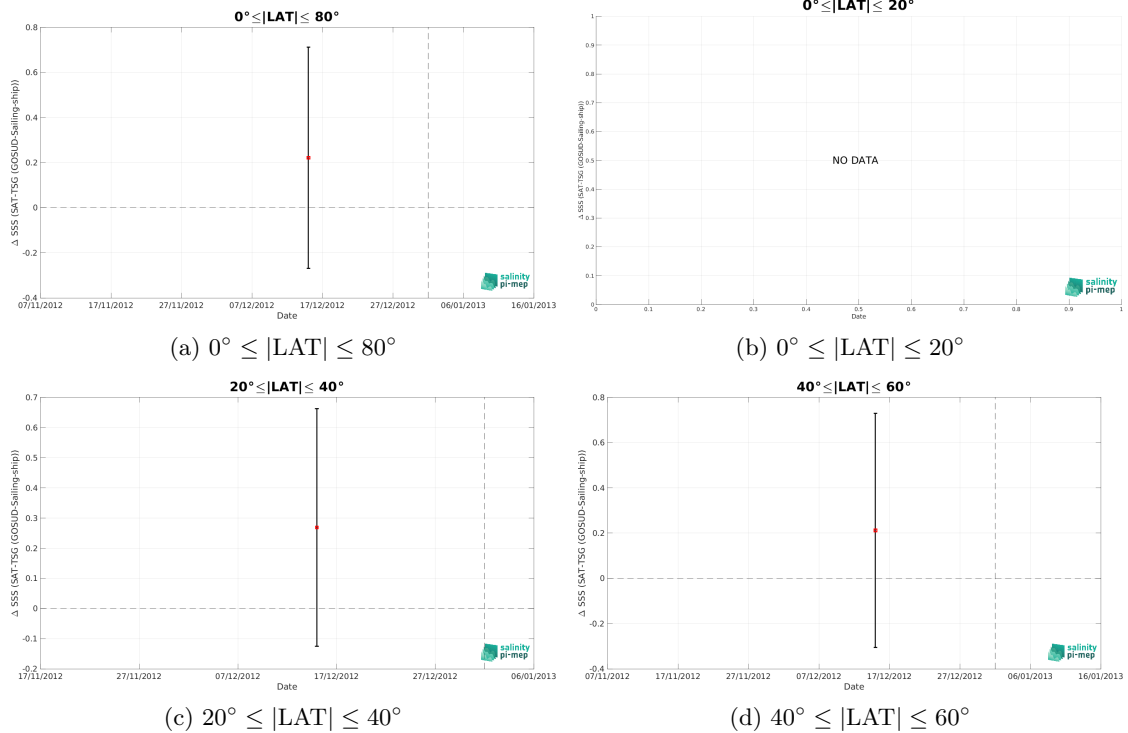 0°≤|LAT|≤ 80°
0.8
0.6
0.4
0.2
0
-0.2
-0.4
Δ SSS (SAT-TSG (GOSUD-Sailing-ship))
07/11/2012 17/11/2012 27/11/2012 07/12/2012 17/12/2012 27/12/2012 06/01/2013 16/01/2013
Date
salinity
pi-mep
(a) 0° ≤ |LAT| ≤ 80°
0°≤|LAT|≤ 20°
1
0.9
0.8
0.7
0.6
0.5
0.4
0.3
0.2
0.1
0
Δ SSS (SAT-TSG (GOSUD-Sailing-ship))
NO DATA
0 0.1 0.2 0.3 0.4 0.5 0.6 0.7 0.8 0.9 1
Date
salinity
pi-mep
(b) 0° ≤ |LAT| ≤ 20°
20°≤|LAT|≤ 40°
0.7
0.6
0.5
0.4
0.3
0.2
0.1
0
-0.1
-0.2
Δ SSS (SAT-TSG (GOSUD-Sailing-ship))
17/11/2012 27/11/2012 07/12/2012 17/12/2012 27/12/2012 06/01/2013
Date
salinity
pi-mep
(c) 20° ≤ |LAT| ≤ 40°
40°≤|LAT|≤ 60°
0.8
0.6
0.4
0.2
0
-0.2
-0.4
Δ SSS (SAT-TSG (GOSUD-Sailing-ship))
07/11/2012 17/11/2012 27/11/2012 07/12/2012 17/12/2012 27/12/2012 06/01/2013 16/01/2013
Date
salinity
pi-mep
(d) 40° ≤ |LAT| ≤ 60°